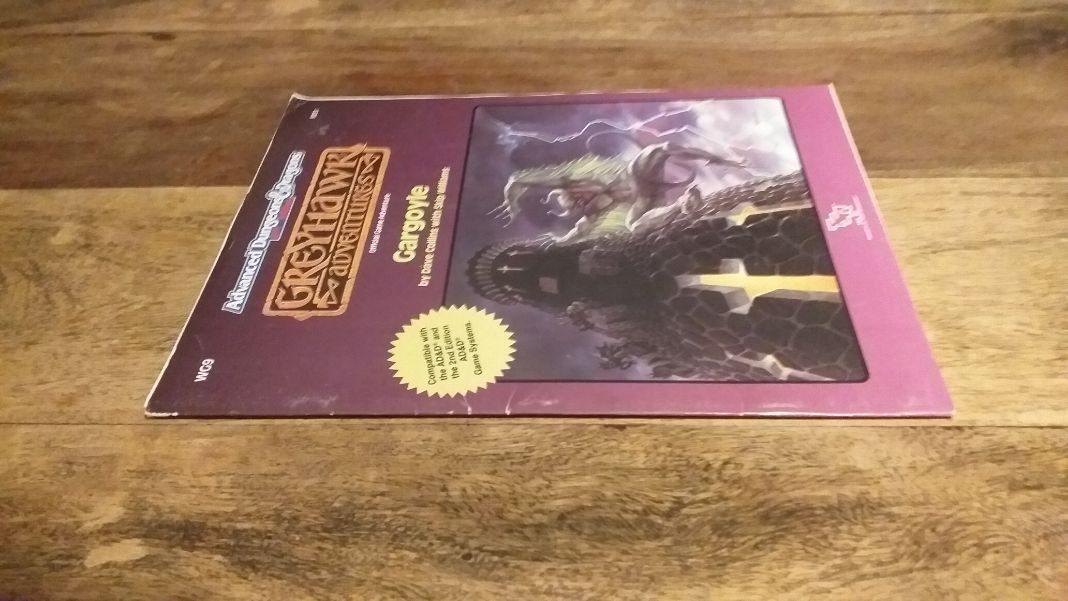 Advanced Dungeons & Dragons
GREYHAWK
ADVENTURES
Official Game Adventure
Gargoyle
by Dave Collins with Skip Williams
Compatible with
the AD&D® and
the 2nd Edition
AD&D®
Game Systems.
WG9
TSR